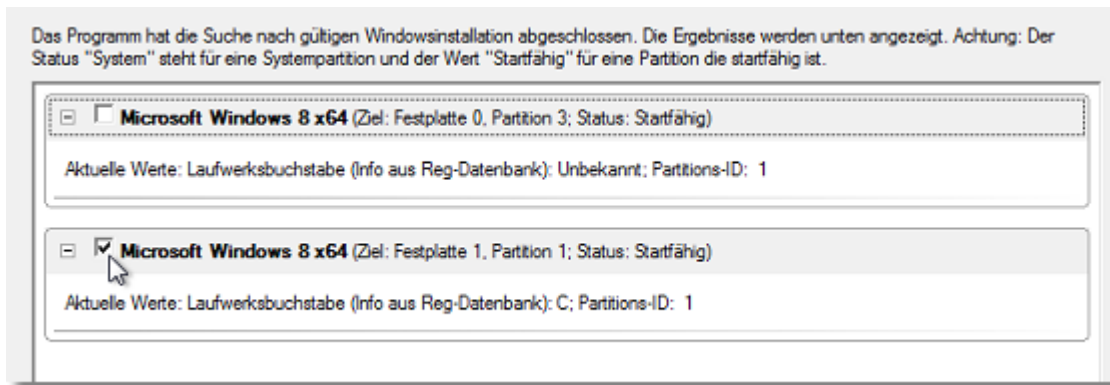 Das Programm hat die Suche nach gültigen Windowsinstallation abgeschlossen. Die Ergebnisse werden unten angezeigt. Achtung: Der
Status "System" steht für eine Systempartition und der Wert "Startfähig" für eine Partition die startfähig ist.
Microsoft Windows 8 x64 (Ziel: Festplatte 0, Partition 3; Status: Startfähig)
Aktuelle Werte: Laufwerksbuchstabe (Info aus Reg-Datenbank): Unbekannt; Partitions-ID: 1
Microsoft Windows 8 x64 (Ziel: Festplatte 1, Partition 1; Status: Startfähig)
Aktuelle Werte: Laufwerksbuchstabe (Info aus Reg-Datenbank): C; Partitions-ID: 1